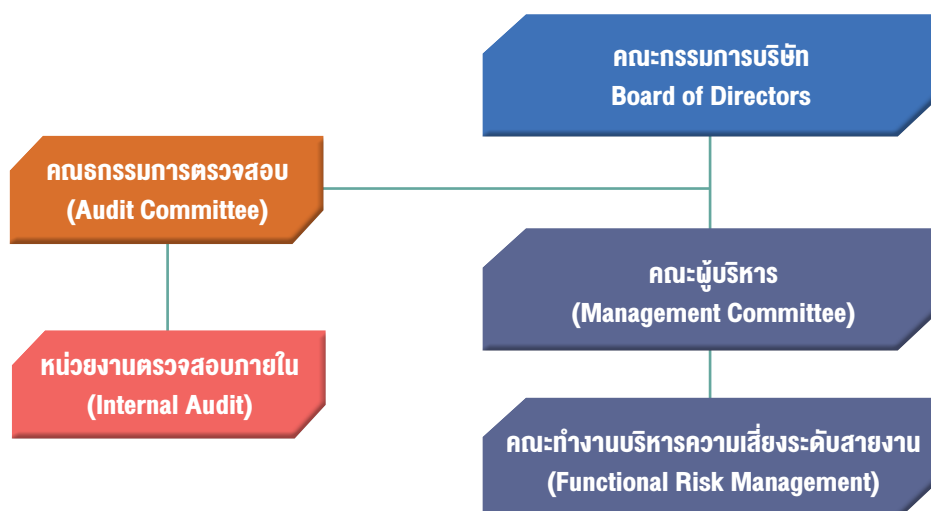 คณะกรรมการบริษัท
Board of Directors
คณธกรรมการตรวจสอบ
(Audit Committee)
คณะผู้บริหาร
(Management Committee)
หน่วยงานตรวจสอบภายใน
(Internal Audit)
คณะทำงานบริหารความเสี่ยงระดับสายงาน
(Functional Risk Management)